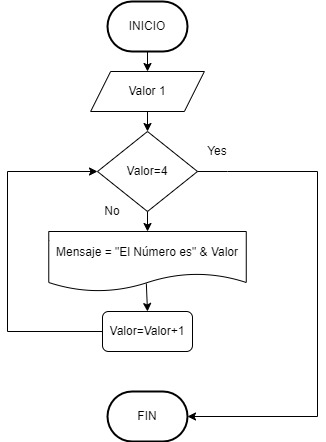 INICIO
Valor 1
Valor=4
Yes
No
Mensaje = "El Número es" & Valor
Valor=Valor+1
FIN